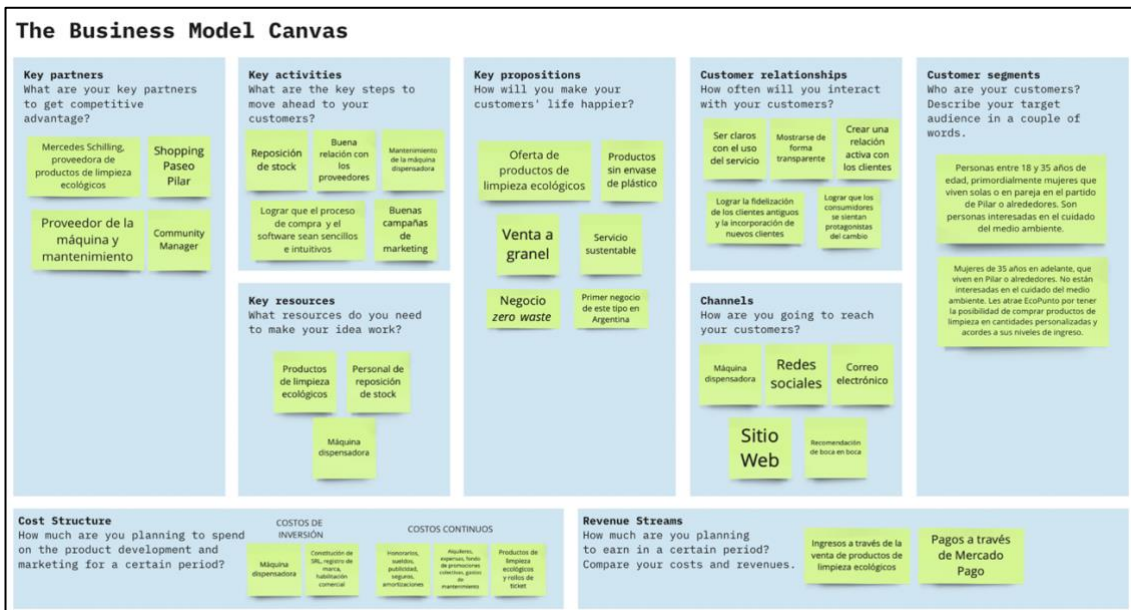 The Business Model Canvas
Key partners
What are your key partners
to get competitive
advantage?
Mercedes Schilling,
proveedora de
productos de limpieza
ecológicos
Shopping
Paseo
Pilar
Proveedor de la
máquina y
mantenimiento
Community
Manager
Key activities
What are the key steps to
move ahead to your
customers?
Reposición
de stock
Buena
relación con
los
proveedores
Mantenimiento
de la máquina
dispensadora
Lograr que el proceso
de compra y el
software sean sencillos
e intuitivos
Buenas
campañas
de
marketing
Key resources
What resources do you need
to make your idea work?
Productos
de limpieza
ecológicos
Personal de
reposición
de stock
Máquina
dispensadora
Key propositions
How will you make your
customers' life happier?
Oferta de
productos de
limpieza ecológicos
Productos
sin envase
de plástico
Venta a
granel
Servicio
sustentable
Negocio
zero waste
Primer negocio
de este tipo en
Argentina
Customer relationships
How often will you interact
with your customers?
Ser claros
con el uso
del servicio
Mostrarse de
forma
transparente
Crear una
relación
activa con
los clientes
Lograr la fidelización
de los clientes antiguos
y la incorporación de
nuevos clientes
Lograr que los
consumidores
se sientan
protagonistas
del cambio
Channels
How are you going to reach
your customers?
Máquina
dispensadora
Redes
sociales
Correo
electrónico
Sitio
Web
Recomendación
de boca en boca
Customer segments
Who are your customers?
Describe your target
audience in a couple of
words.
Personas entre 18 y 35 años de
edad, primordialmente mujeres que
viven solas o en pareja en el partido
de Pilar o alrededores. Son
personas interesadas en el cuidado
del medio ambiente.
Mujeres de 35 años en adelante, que
viven en Pilar o alrededores. No están
interesadas en el cuidado del medio
ambiente. Les atrae EcoPunto por tener
la posibilidad de comprar productos de
limpieza en cantidades personalizadas y
acordes a sus niveles de ingreso.
Cost Structure
How much are you planning to spend
on the product development and
marketing for a certain period?
COSTOS DE
INVERSIÓN
Máquina
dispensadora
Constitución de
SRL, registro de
marca,
habilitación
comercial
COSTOS CONTINUOS
Honorarios,
sueldos,
publicidad,
seguros,
amortizaciones
Alquileres,
expensas, fondo
de promociones
colectivas, gastos
de mantenimiento
Productos de
limpieza
ecológicos
y rollos de
ticket
Revenue Streams
How much are you planning
to earn in a certain period?
Compare your costs and revenues.
Ingresos a través de la
venta de productos de
limpieza ecológicos
Pagos a través
de Mercado
Pago